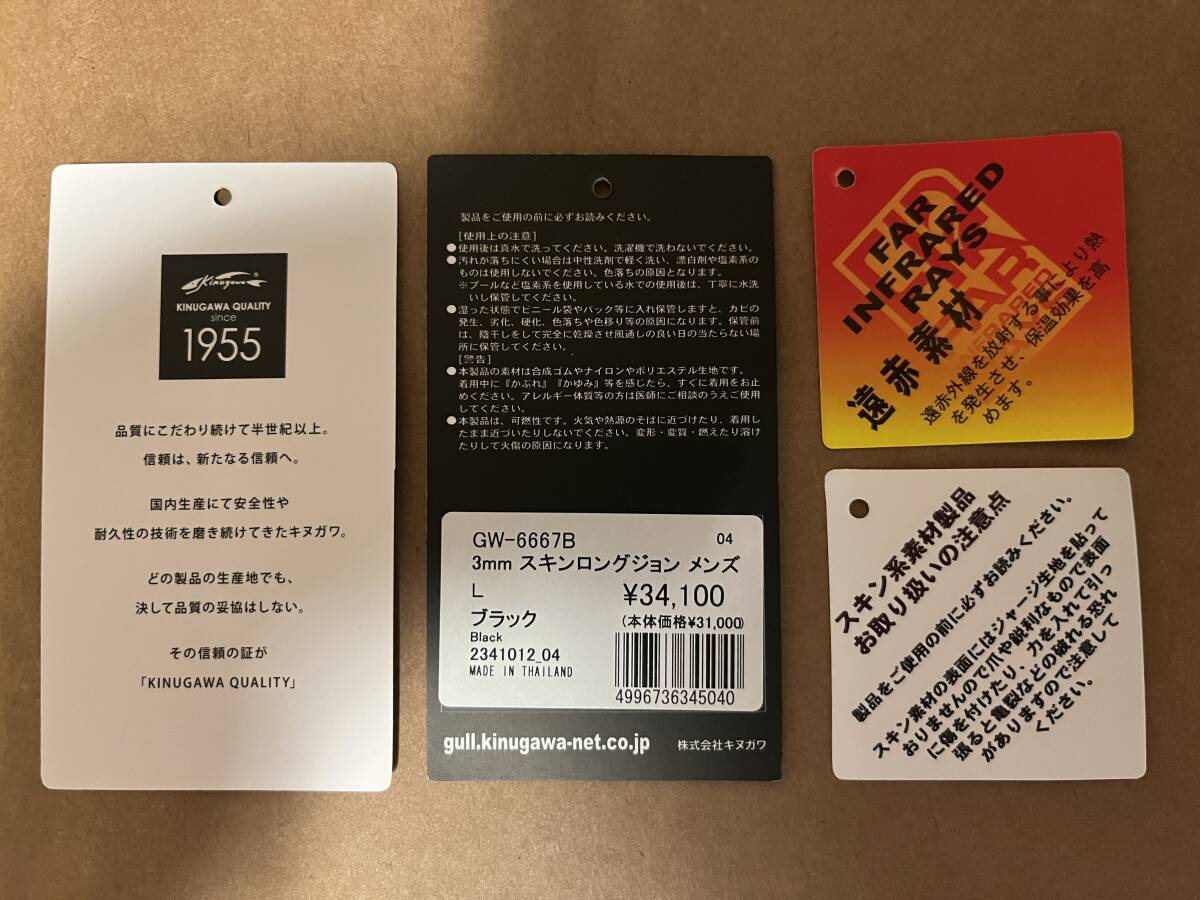 Kinugawa
KINUGAWA QUALITY
since
1955
品質にこだわり続けて半世紀以上。
信頼は、新たなる信頼へ。
国内生産にて安全性や
耐久性の技術を磨き続けてきたキヌガワ。
どの製品の生産地でも、
決して品質の妥協はしない。
その信頼の証が
「KINUGAWA QUALITY」
製品をご使用の前に必ずお読みください。
[使用上の注意]
●使用後は真水で洗ってください。洗濯機で洗わないでください。
●汚れが落ちにくい場合は中性洗剤で軽く洗い、漂白剤や塩素系の
ものは使用しないでください。色落ちの原因となります。
※プールなど塩素系を使用している水での使用後は、丁寧に水洗
いし保管してください。
●湿った状態でビニール袋やバック等に入れ保管しますと、カビの
発生、劣化、硬化、色落ちや色移り等の原因になります。保管前
は、陰干しをして完全に乾燥させ風通しの良い日の当たらない場
所に保管してください。
[警告]
●本製品の素材は合成ゴムやナイロンやポリエステル生地です。
着用中に『かぶれ』『かゆみ』等を感じたら、すぐに着用をお止
めください。アレルギー体質等の方は医師にご相談のうえご使用
してください。
●本製品は、可燃性です。火気や熱源のそばに近づけたり、着用し
たまま近づいたりしないでください。変形・変質・燃えたり溶け
たりして火傷の原因になります。
GW-6667B 04
3mm スキンロングジョン メンズ
L ¥34,100
ブラック (本体価格¥31,000)
Black
2341012_04
MADE IN THAILAND
4996736345040
gull.kinugawa-net.co.jp 株式会社キヌガワ
FAR
INFRARED
RAYS
遠赤素材
遠赤外線を放射する事により熱
を発生させ、保温効果を高
めます。
スキン系素材製品
お取り扱いの注意点
製品をご使用の前に必ずお読みください。
スキン素材の表面にはジャージ生地を貼って
おりませんので爪や鋭利なもので表面
に傷を付けたり、力を入れて引っ
張ると亀裂などの破れる恐れ
がありますので注意して
ください。